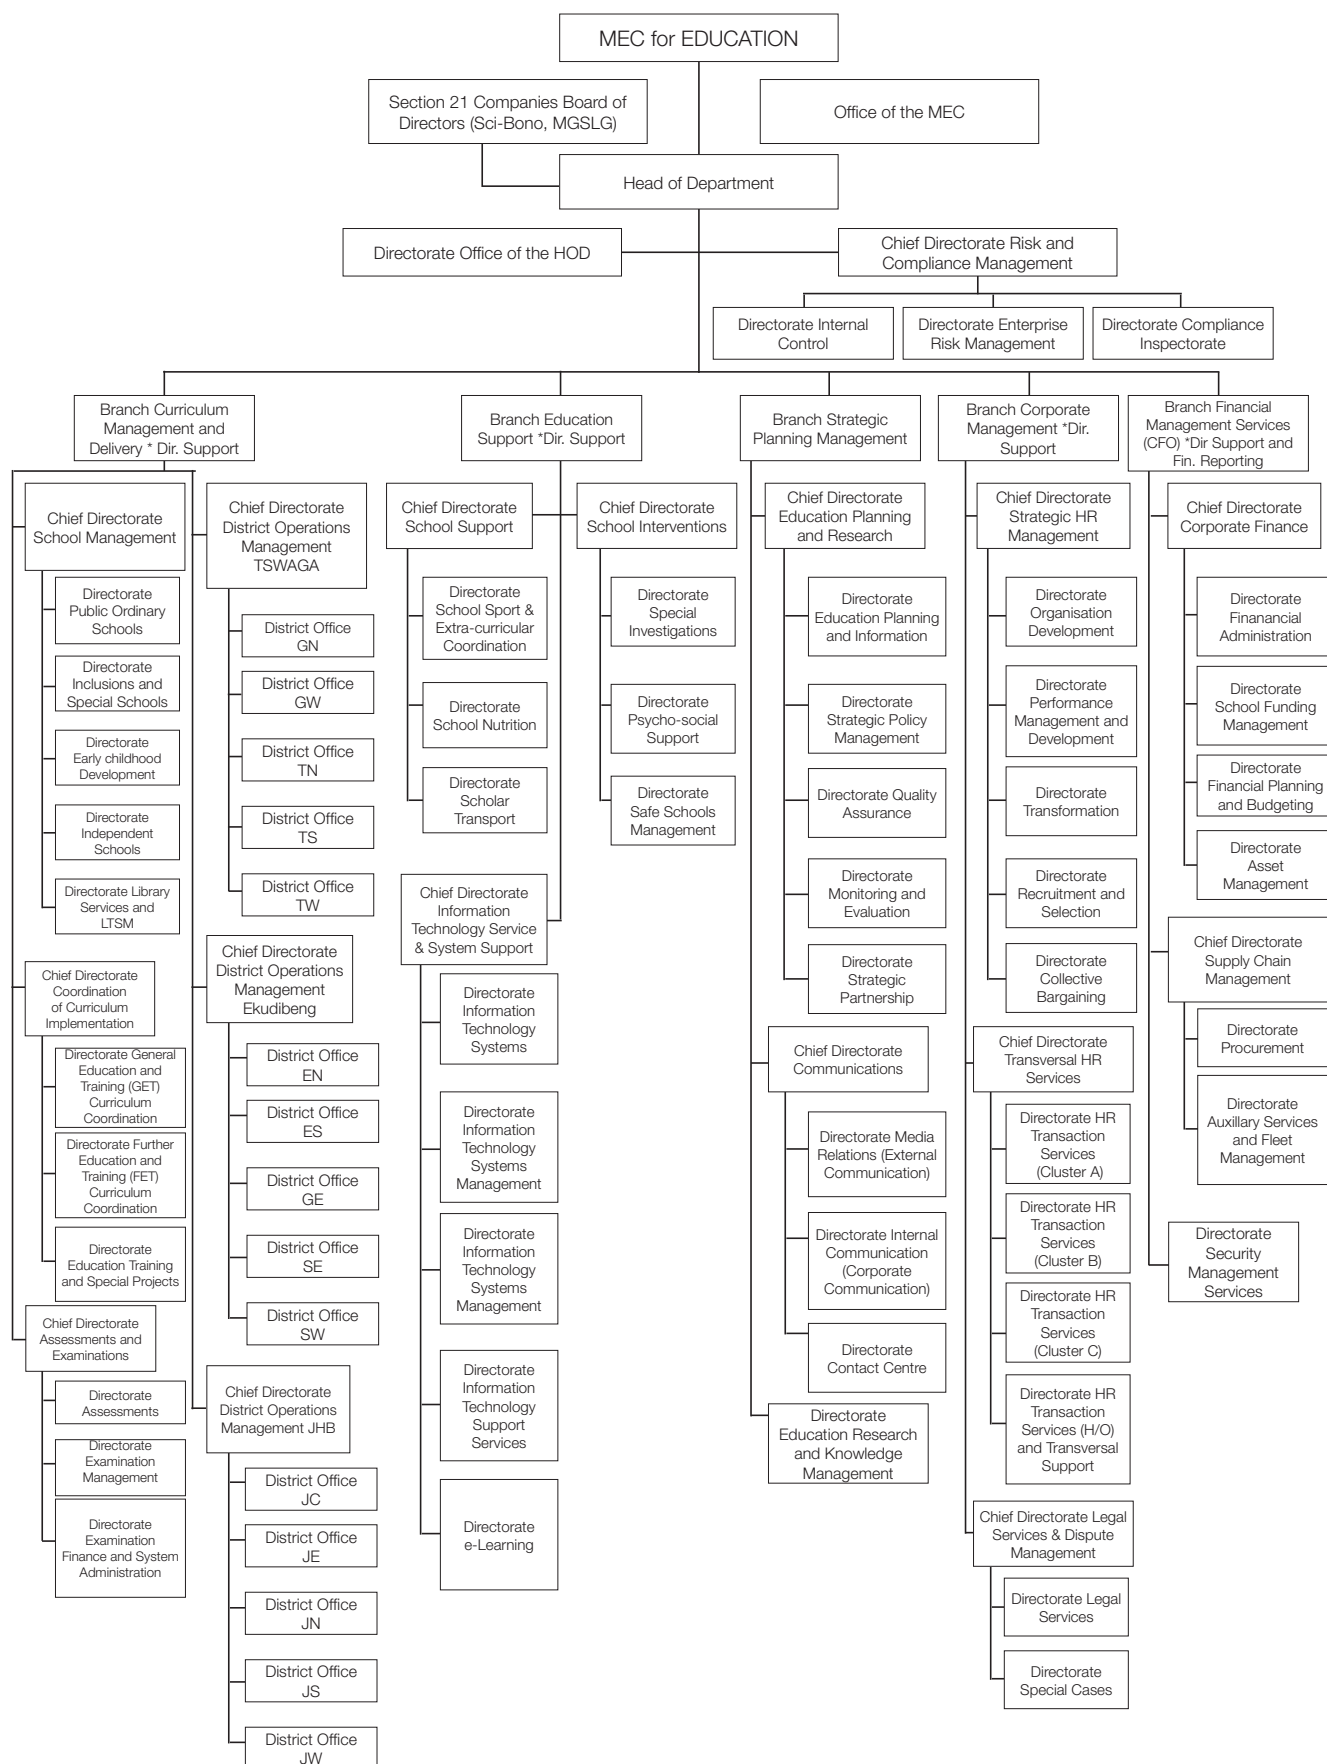 MEC for EDUCATION
Section 21 Companies Board of
Directors (Sci-Bono, MGSLG)
Office of the MEC
Head of Department
Directorate Office of the HOD
Chief Directorate Risk and
Compliance Management
Directorate Internal
Control
Directorate Enterprise
Risk Management
Directorate Compliance
Inspectorate
Branch Curriculum
Management and
Delivery * Dir. Support
Chief Directorate
School Management
Directorate
Public Ordinary
Schools
Directorate
Inclusions and
Special Schools
Directorate
Early childhood
Development
Directorate
Independent
Schools
Directorate Library
Services and
LTSM
Chief Directorate
Coordination
of Curriculum
Implementation
Directorate General
Education and
Training (GET)
Curriculum
Coordination
Directorate Further
Education and
Training (FET)
Curriculum
Coordination
Directorate
Education Training
and Special Projects
Chief Directorate
Assessments and
Examinations
Directorate
Assessments
Directorate
Examination
Management
Directorate
Examination
Finance and System
Administration
Chief Directorate
District Operations
Management
TSWAGA
District Office
GN
District Office
GW
District Office
TN
District Office
TS
District Office
TW
Chief Directorate
District Operations
Management
Ekudibeng
District Office
EN
District Office
ES
District Office
GE
District Office
SE
District Office
SW
Chief Directorate
District Operations
Management JHB
District Office
JC
District Office
JE
District Office
JN
District Office
JS
District Office
JW
Branch Education
Support *Dir. Support
Chief Directorate
School Support
Directorate
School Sport &
Extra-curricular
Coordination
Directorate
School Nutrition
Directorate
Scholar
Transport
Chief Directorate
School Interventions
Directorate
Special
Investigations
Directorate
Psycho-social
Support
Directorate
Safe Schools
Management
Chief Directorate
Information
Technology Service
& System Support
Directorate
Information
Technology
Systems
Directorate
Information
Technology
Systems
Management
Directorate
Information
Technology
Systems
Management
Directorate
Information
Technology
Support
Services
Directorate
e-Learning
Branch Strategic
Planning Management
Chief Directorate
Education Planning
and Research
Directorate
Education Planning
and Information
Directorate
Strategic Policy
Management
Directorate Quality
Assurance
Directorate
Monitoring and
Evaluation
Directorate
Strategic
Partnership
Chief Directorate
Communications
Directorate Media
Relations (External
Communication)
Directorate Internal
Communication
(Corporate
Communication)
Directorate
Contact Centre
Directorate
Education Research
and Knowledge
Management
Branch Corporate
Management *Dir.
Support
Chief Directorate
Strategic HR
Management
Directorate
Organisation
Development
Directorate
Performance
Management and
Development
Directorate
Transformation
Directorate
Recruitment and
Selection
Directorate
Collective
Bargaining
Chief Directorate
Transversal HR
Services
Directorate HR
Transaction
Services
(Cluster A)
Directorate HR
Transaction
Services
(Cluster B)
Directorate HR
Transaction
Services
(Cluster C)
Directorate HR
Transaction
Services (H/O)
and Transversal
Support
Chief Directorate Legal
Services & Dispute
Management
Directorate Legal
Services
Directorate
Special Cases
Branch Financial
Management Services
(CFO) *Dir Support and
Fin. Reporting
Chief Directorate
Corporate Finance
Directorate
Finanancial
Administration
Directorate
School Funding
Management
Directorate
Financial Planning
and Budgeting
Directorate
Asset
Management
Chief Directorate
Supply Chain
Management
Directorate
Procurement
Directorate
Auxillary Services
and Fleet
Management
Directorate
Security
Management
Services